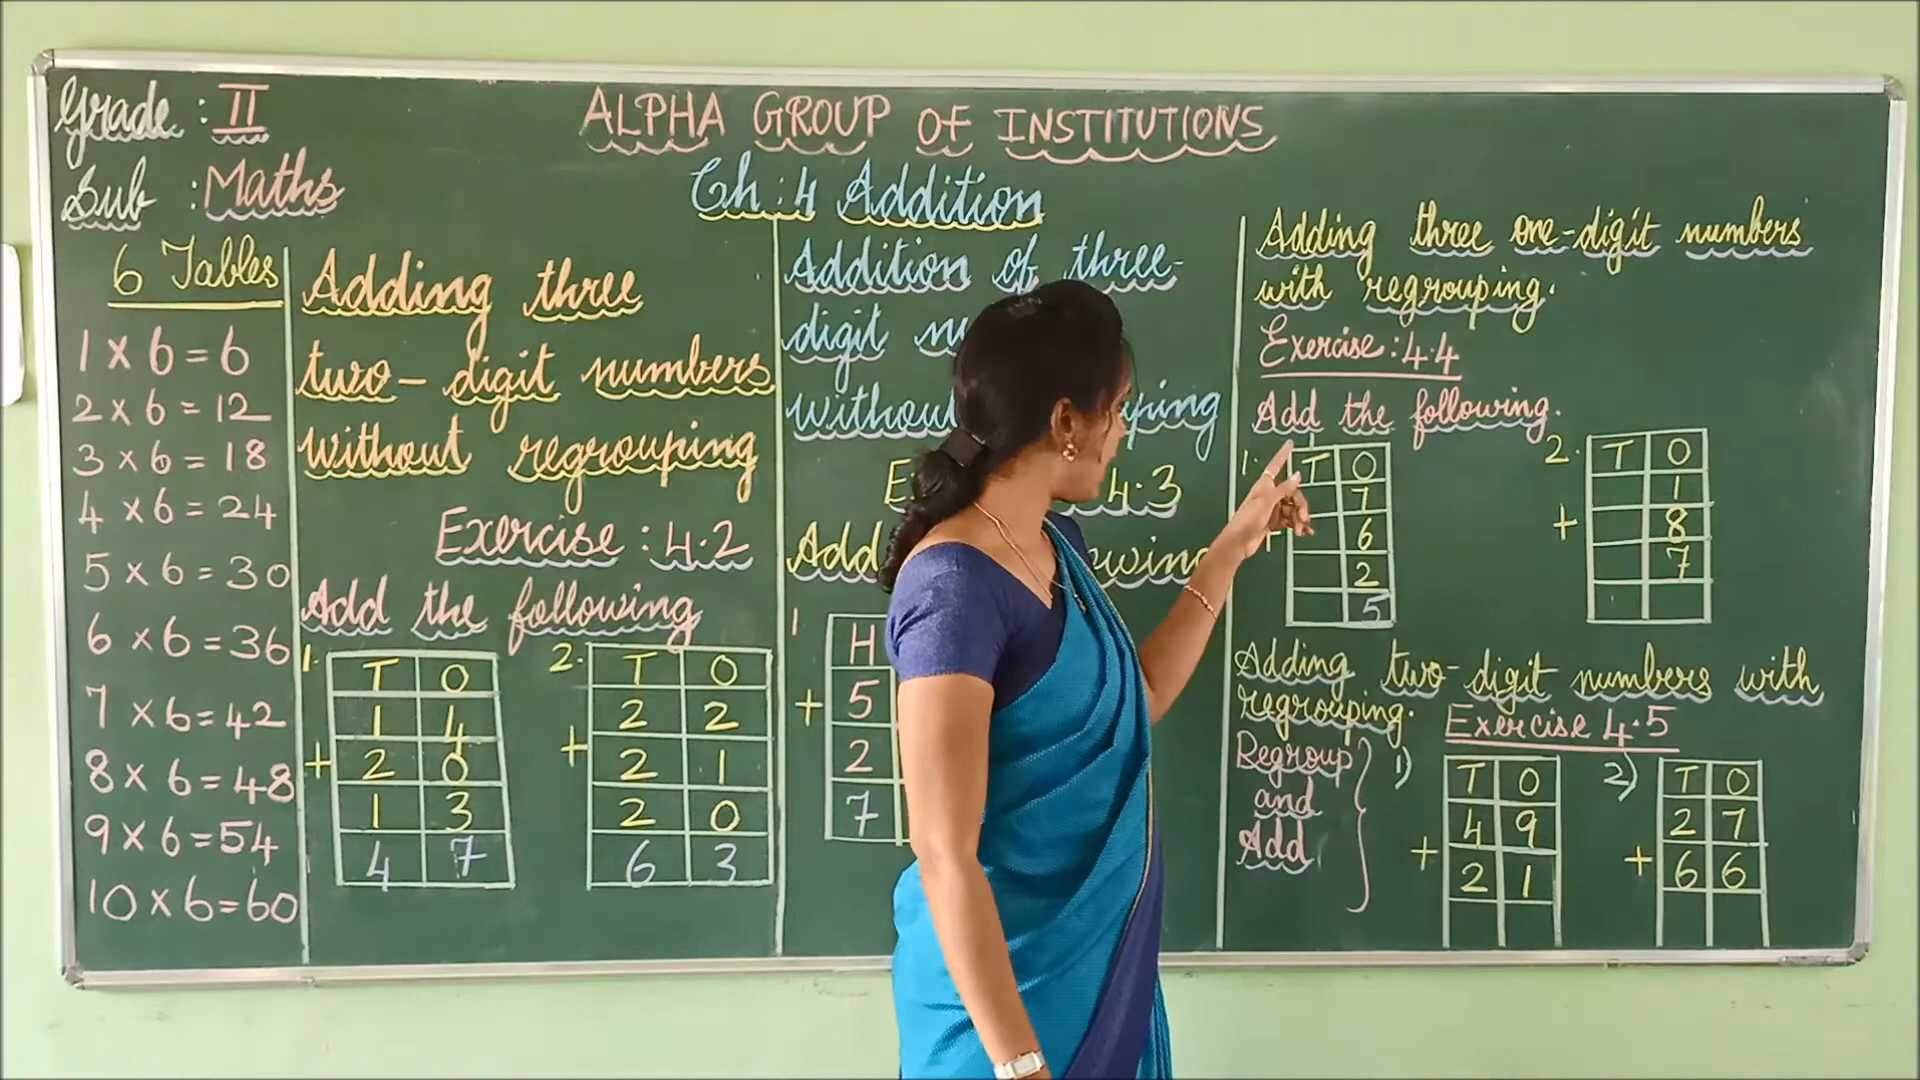 Grade : II
ALPHA GROUP OF INSTITUTIONS
Sub : Maths
Ch : 4 Addition
6 Tables
1 x 6 = 6
2 x 6 = 12
3 x 6 = 18
4 x 6 = 24
5 x 6 = 30
6 x 6 = 36
7 x 6 = 42
8 x 6 = 48
9 x 6 = 54
10 x 6 = 60
Adding three
two-digit numbers
without regrouping
Exercise : 4.2
Add the following
1.
T O
1 4
+ 2 0
1 3
4 7
2.
T O
2 2
+ 2 1
2 0
6 3
Addition of three-
digit
4.3
Add
1
H
+ 5
2
7
Adding three one-digit numbers
with regrouping.
Exercise : 4.4
Add the following.
1.
T O
7
+ 6
2
5
2.
T O
1
+ 8
7
Adding two-digit numbers with
regrouping.
Exercise 4.5
Regroup
and
Add
1)
T O
4 9
+ 2 1
2)
T O
2 7
+ 6 6